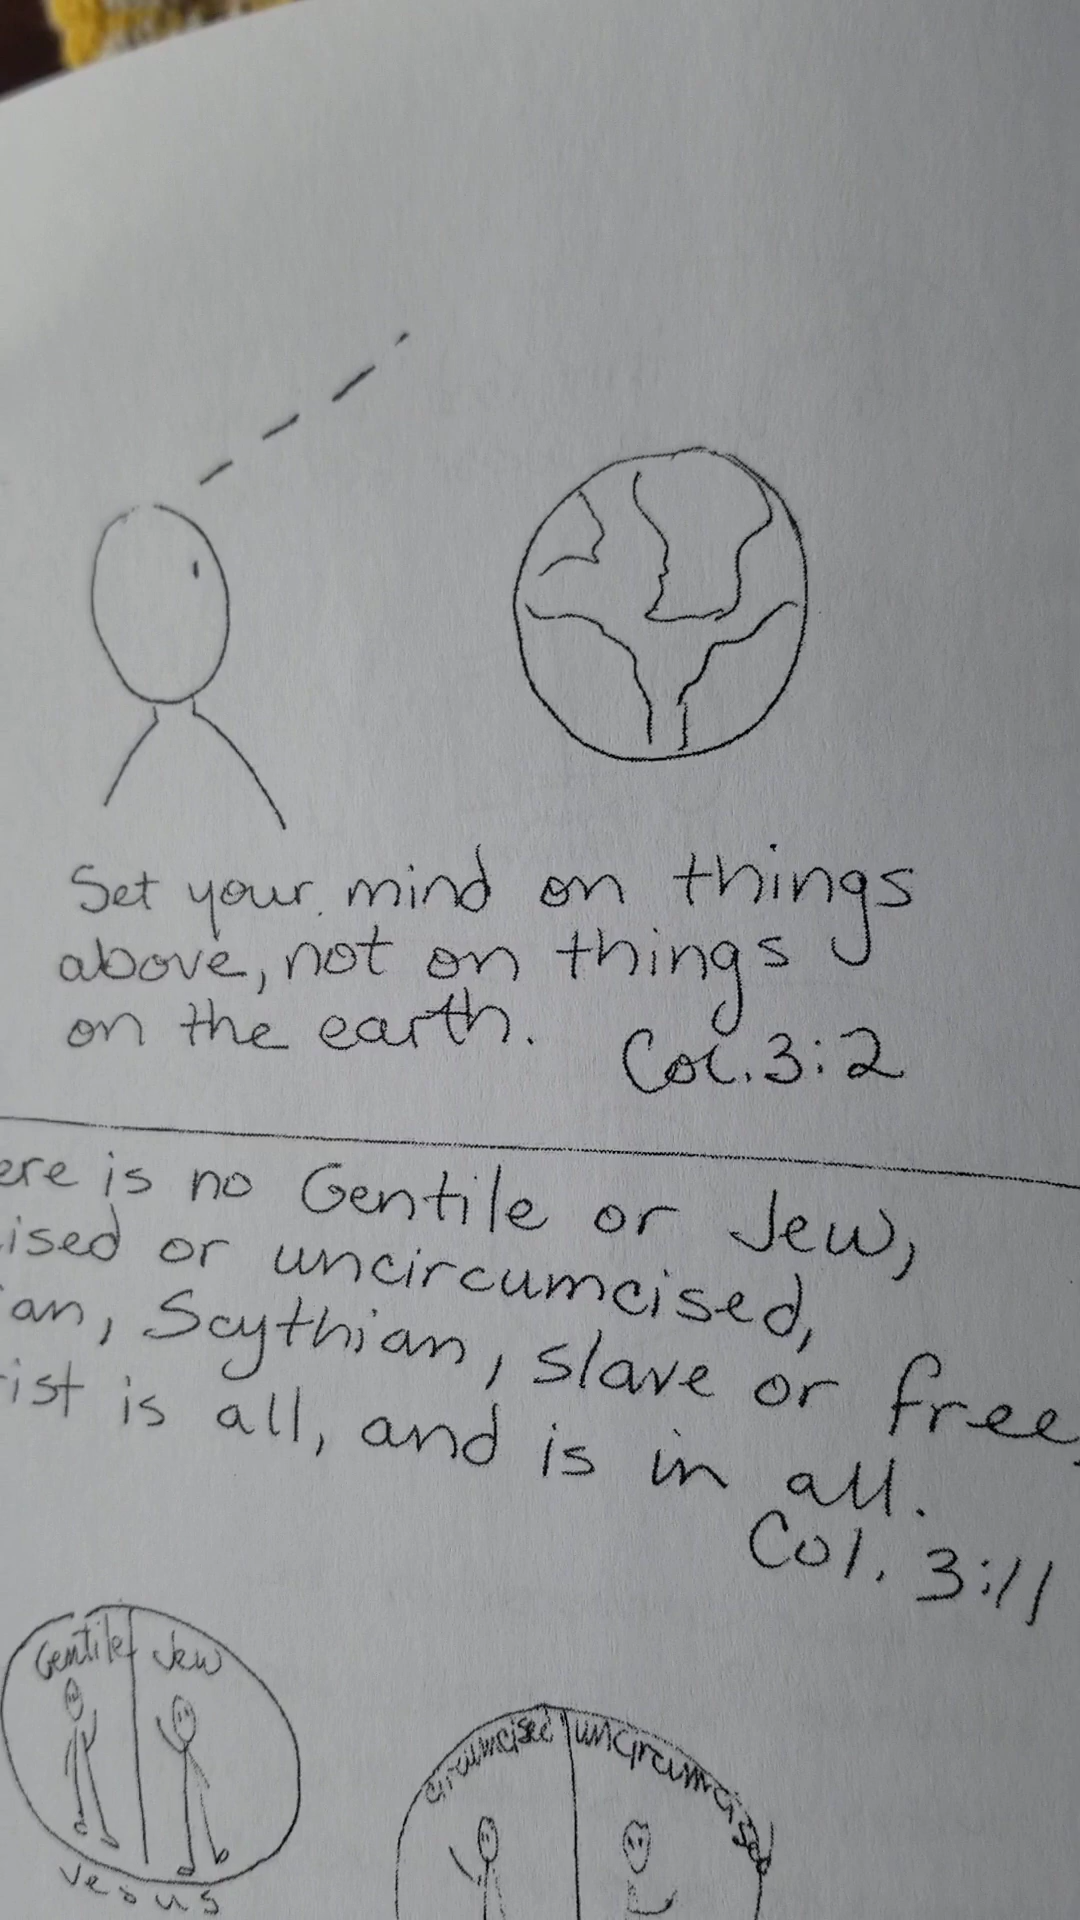 Set your mind on things
above, not on things
on the earth.
Col. 3:2
ere is no Gentile or Jew,
ised or uncircumcised,
an, Scythian, slave or free,
ist is all, and is in all.
Col. 3:11
Gentile Jew
Jesus
circumcised uncircumcised